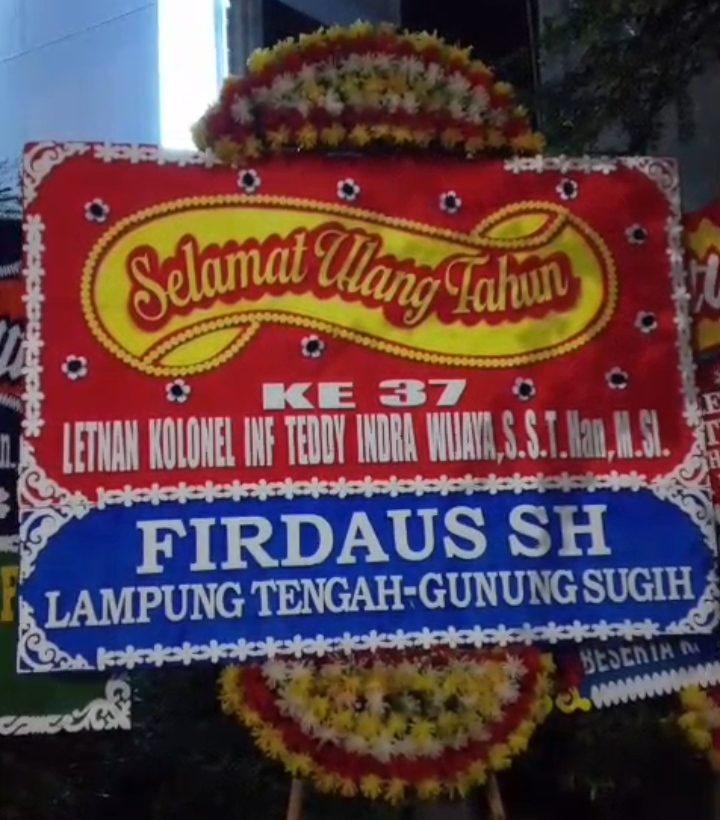 Selamat Ulang Tahun
KE 37
LETNAN KOLONEL INF TEDDY INDRA WIJAYA,S.S.T.Han,M.SI.
FIRDAUS SH
LAMPUNG TENGAH-GUNUNG SUGIH
BESERTA